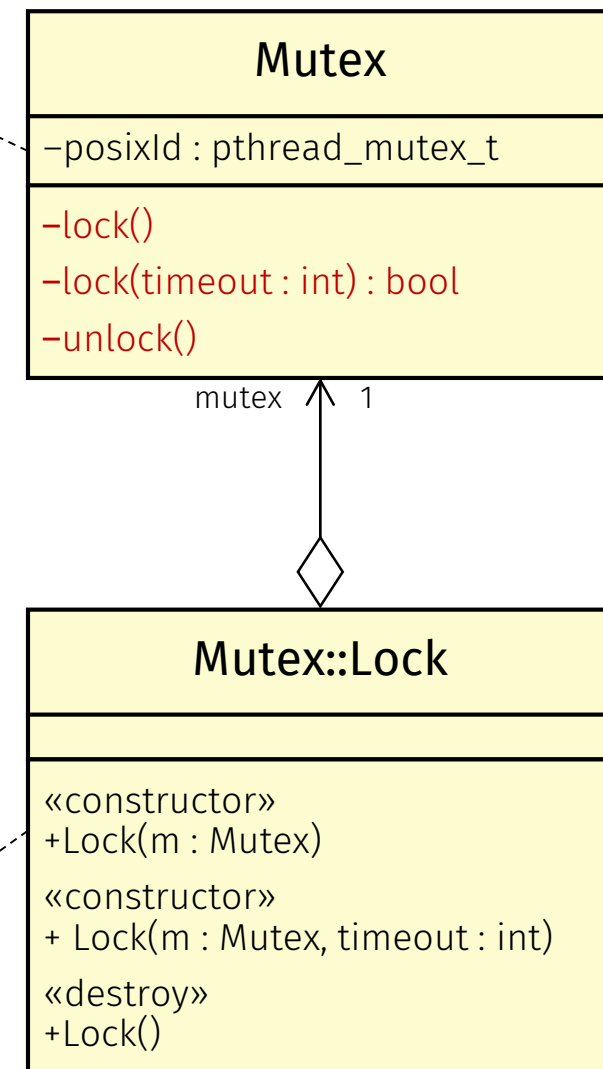 Mutex
–posixId : pthread_mutex_t
–lock()
–lock(timeout : int) : bool
–unlock()
mutex 1
Mutex::Lock
«constructor»
+Lock(m : Mutex)
«constructor»
+ Lock(m : Mutex, timeout : int)
«destroy»
+Lock()